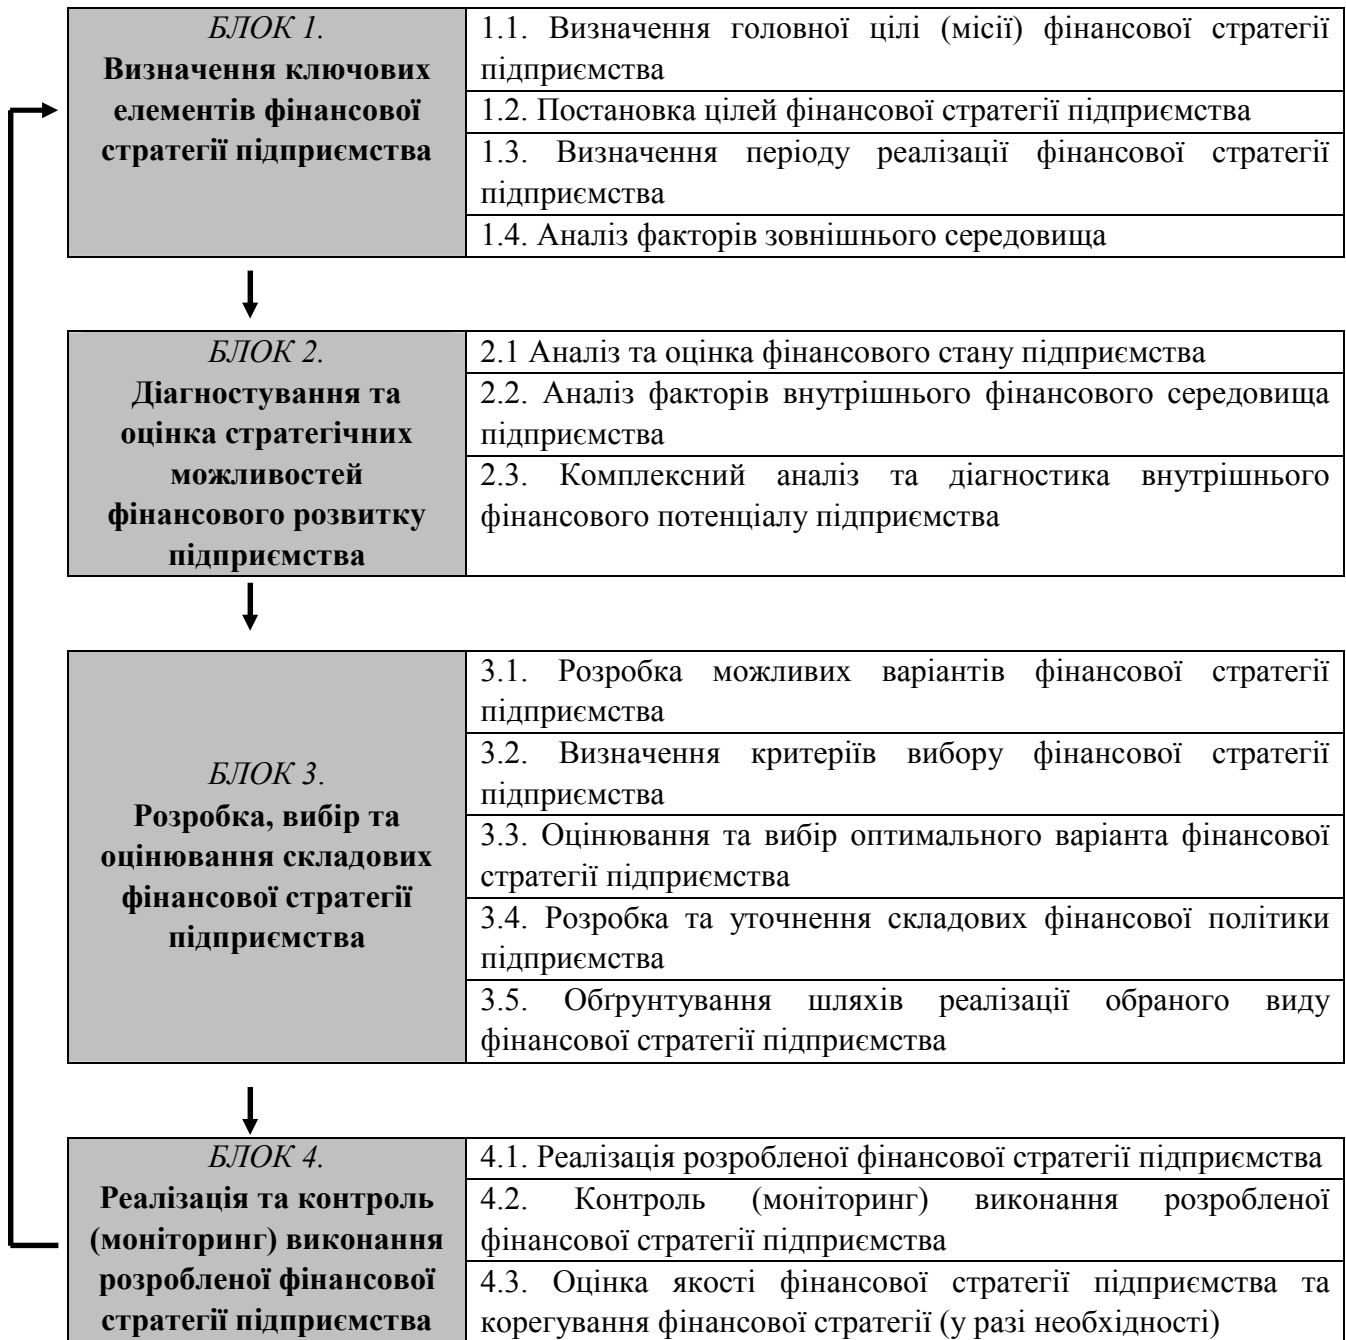 БЛОК 1.
Визначення ключових
елементів фінансової
стратегії підприємства
1.1. Визначення головної цілі (місії) фінансової стратегії
підприємства
1.2. Постановка цілей фінансової стратегії підприємства
1.3. Визначення періоду реалізації фінансової стратегії
підприємства
1.4. Аналіз факторів зовнішнього середовища
БЛОК 2.
Діагностування та
оцінка стратегічних
можливостей
фінансового розвитку
підприємства
2.1 Аналіз та оцінка фінансового стану підприємства
2.2. Аналіз факторів внутрішнього фінансового середовища
підприємства
2.3. Комплексний аналіз та діагностика внутрішнього
фінансового потенціалу підприємства
БЛОК 3.
Розробка, вибір та
оцінювання складових
фінансової стратегії
підприємства
3.1. Розробка можливих варіантів фінансової стратегії
підприємства
3.2. Визначення критеріїв вибору фінансової стратегії
підприємства
3.3. Оцінювання та вибір оптимального варіанта фінансової
стратегії підприємства
3.4. Розробка та уточнення складових фінансової політики
підприємства
3.5. Обґрунтування шляхів реалізації обраного виду
фінансової стратегії підприємства
БЛОК 4.
Реалізація та контроль
(моніторинг) виконання
розробленої фінансової
стратегії підприємства
4.1. Реалізація розробленої фінансової стратегії підприємства
4.2. Контроль (моніторинг) виконання розробленої
фінансової стратегії підприємства
4.3. Оцінка якості фінансової стратегії підприємства та
корегування фінансової стратегії (у разі необхідності)